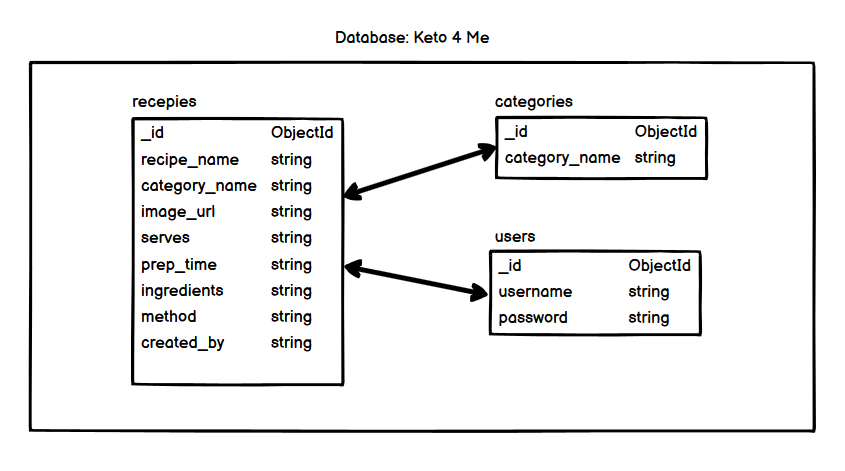 Database: Keto 4 Me
recepies
_id ObjectId
recipe_name string
category_name string
image_url string
serves string
prep_time string
ingredients string
method string
created_by string
categories
_id ObjectId
category_name string
users
_id ObjectId
username string
password string